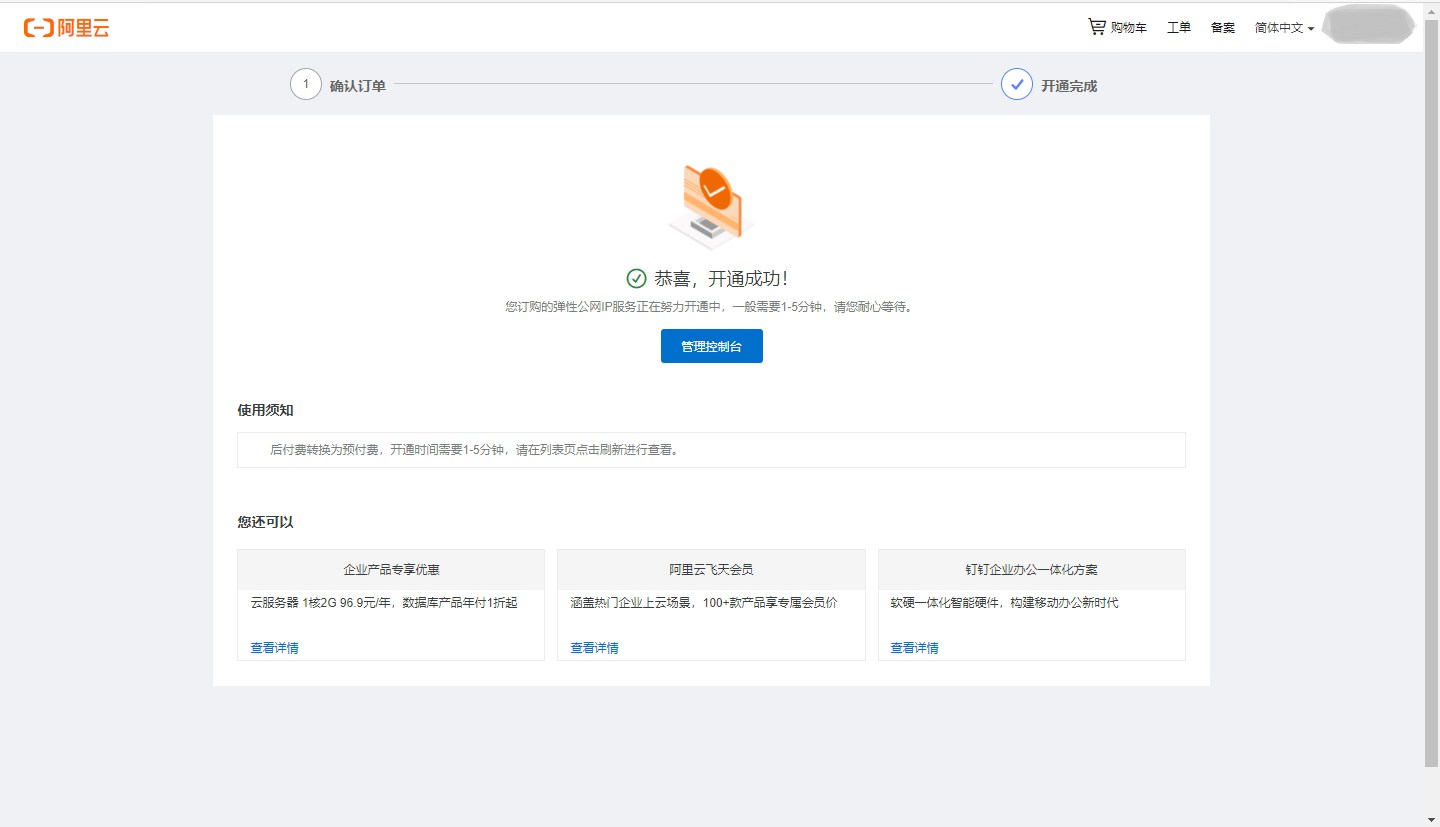 阿里云
购物车 工单 备案 简体中文
1 确认订单 开通完成
恭喜，开通成功！
您订购的弹性公网IP服务正在努力开通中，一般需要1-5分钟，请您耐心等待。
管理控制台
使用须知
后付费转换为预付费，开通时间需要1-5分钟，请在列表页点击刷新进行查看。
您还可以
企业产品专享优惠
云服务器 1核2G 96.9元/年，数据库产品年付1折起
查看详情
阿里云飞天会员
涵盖热门企业上云场景，100+款产品享专属会员价
查看详情
钉钉企业办公一体化方案
软硬一体化智能硬件，构建移动办公新时代
查看详情